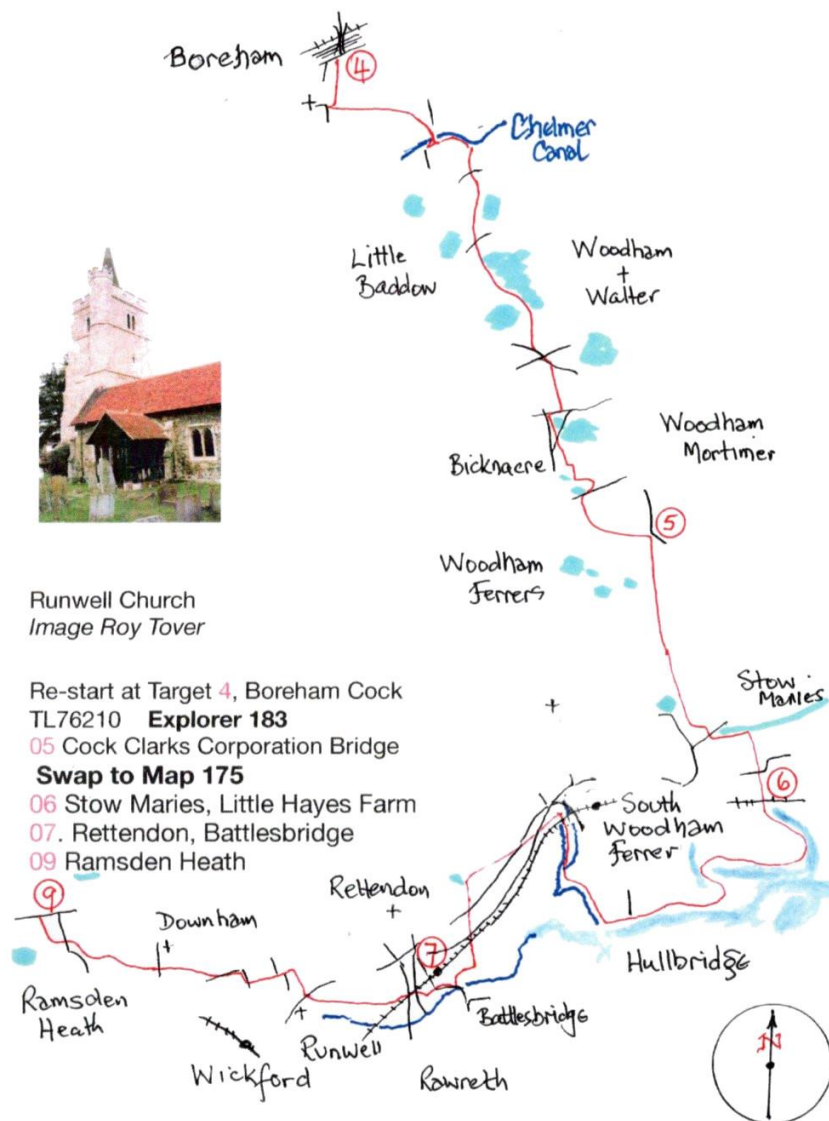 Boreham
4
Chelmer
Canal
Little
Baddow
Woodham
+
Walter
Woodham
Mortimer
Bicknacre
5
Woodham
Ferrers
Runwell Church
Image Roy Tover
Re-start at Target 4, Boreham Cock
TL76210 Explorer 183
05 Cock Clarks Corporation Bridge
Swap to Map 175
06 Stow Maries, Little Hayes Farm
07. Rettendon, Battlesbridge
09 Ramsden Heath
Stow
Maries
6
South
Woodham
Ferrer
Rettendon
9
Downham
7
Hullbridge
Ramsden
Heath
Battlesbridge
Runwell
Wickford
Rawreth
N